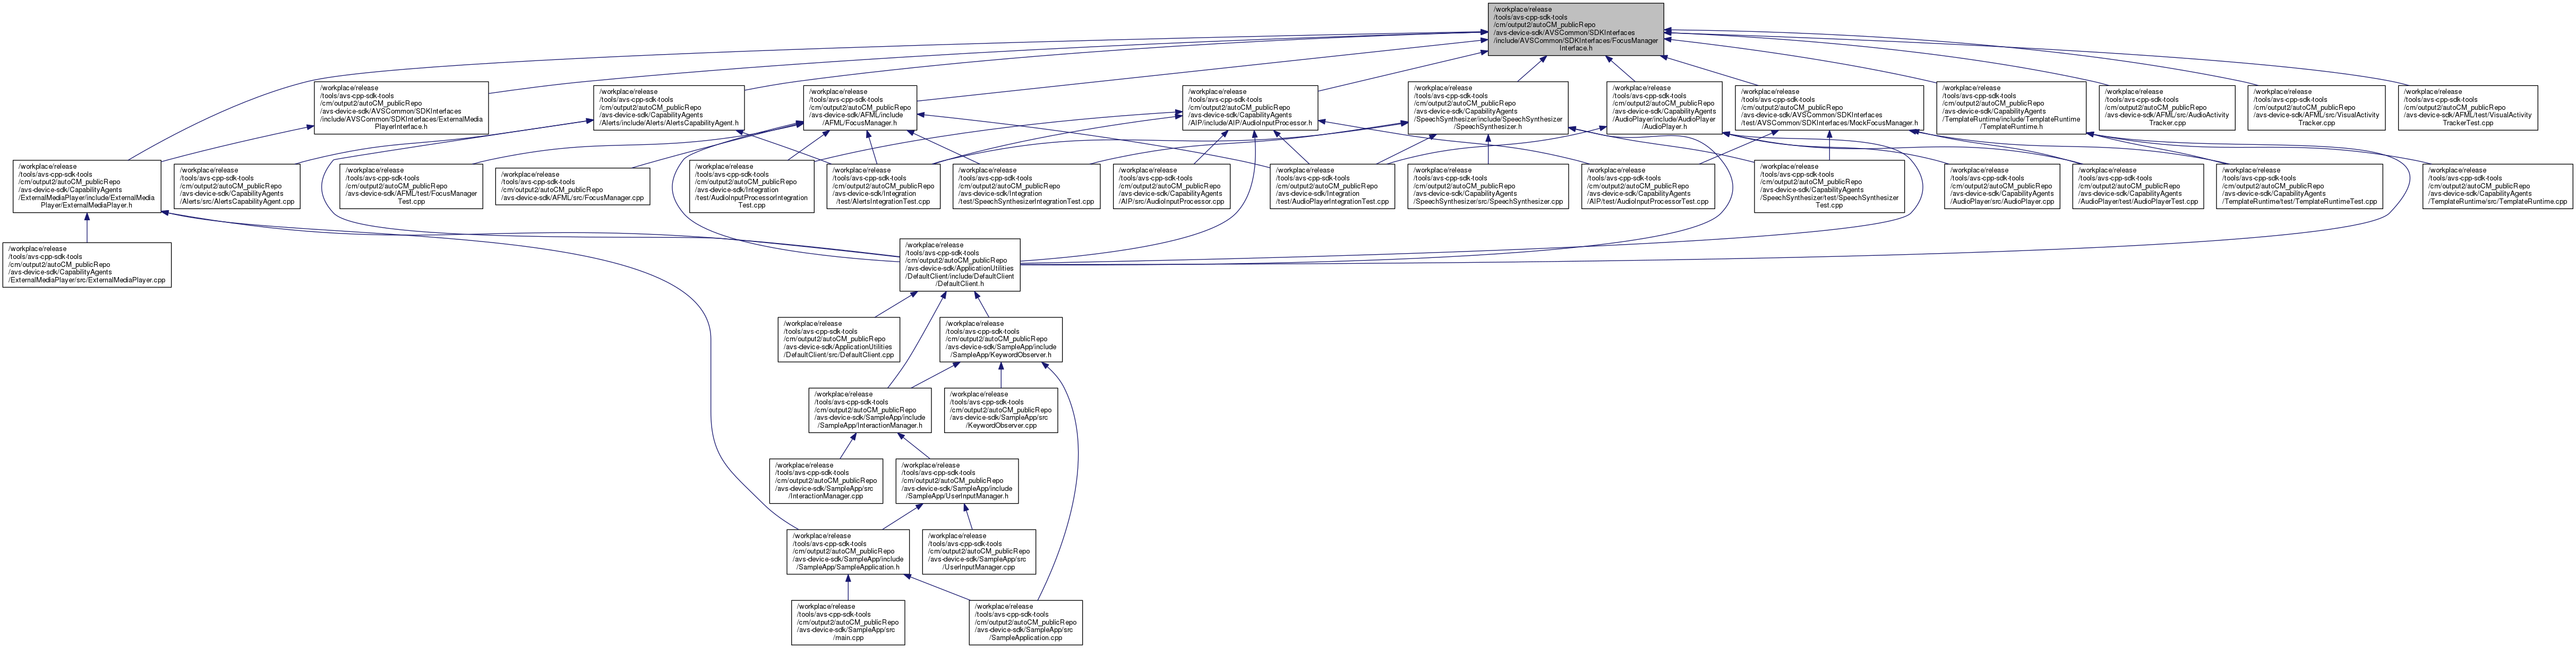 /workplace/release
/tools/avs-cpp-sdk-tools
/cm/output2/autoCM_publicRepo
/avs-device-sdk/AVSCommon/SDKInterfaces
/include/AVSCommon/SDKInterfaces/FocusManager
Interface.h
/workplace/release
/tools/avs-cpp-sdk-tools
/cm/output2/autoCM_publicRepo
/avs-device-sdk/AVSCommon/SDKInterfaces
/include/AVSCommon/SDKInterfaces/ExternalMedia
PlayerInterface.h
/workplace/release
/tools/avs-cpp-sdk-tools
/cm/output2/autoCM_publicRepo
/avs-device-sdk/CapabilityAgents
/Alerts/include/Alerts/AlertsCapabilityAgent.h
/workplace/release
/tools/avs-cpp-sdk-tools
/cm/output2/autoCM_publicRepo
/avs-device-sdk/AFML/include
/AFML/FocusManager.h
/workplace/release
/tools/avs-cpp-sdk-tools
/cm/output2/autoCM_publicRepo
/avs-device-sdk/CapabilityAgents
/AIP/include/AIP/AudioInputProcessor.h
/workplace/release
/tools/avs-cpp-sdk-tools
/cm/output2/autoCM_publicRepo
/avs-device-sdk/CapabilityAgents
/SpeechSynthesizer/include/SpeechSynthesizer
/SpeechSynthesizer.h
/workplace/release
/tools/avs-cpp-sdk-tools
/cm/output2/autoCM_publicRepo
/avs-device-sdk/CapabilityAgents
/AudioPlayer/include/AudioPlayer
/AudioPlayer.h
/workplace/release
/tools/avs-cpp-sdk-tools
/cm/output2/autoCM_publicRepo
/avs-device-sdk/AVSCommon/SDKInterfaces
/test/AVSCommon/SDKInterfaces/MockFocusManager.h
/workplace/release
/tools/avs-cpp-sdk-tools
/cm/output2/autoCM_publicRepo
/avs-device-sdk/CapabilityAgents
/TemplateRuntime/include/TemplateRuntime
/TemplateRuntime.h
/workplace/release
/tools/avs-cpp-sdk-tools
/cm/output2/autoCM_publicRepo
/avs-device-sdk/AFML/src/AudioActivity
Tracker.cpp
/workplace/release
/tools/avs-cpp-sdk-tools
/cm/output2/autoCM_publicRepo
/avs-device-sdk/AFML/src/VisualActivity
Tracker.cpp
/workplace/release
/tools/avs-cpp-sdk-tools
/cm/output2/autoCM_publicRepo
/avs-device-sdk/AFML/test/VisualActivity
TrackerTest.cpp
/workplace/release
/tools/avs-cpp-sdk-tools
/cm/output2/autoCM_publicRepo
/avs-device-sdk/CapabilityAgents
/ExternalMediaPlayer/include/ExternalMedia
Player/ExternalMediaPlayer.h
/workplace/release
/tools/avs-cpp-sdk-tools
/cm/output2/autoCM_publicRepo
/avs-device-sdk/CapabilityAgents
/Alerts/src/AlertsCapabilityAgent.cpp
/workplace/release
/tools/avs-cpp-sdk-tools
/cm/output2/autoCM_publicRepo
/avs-device-sdk/AFML/test/FocusManager
Test.cpp
/workplace/release
/tools/avs-cpp-sdk-tools
/cm/output2/autoCM_publicRepo
/avs-device-sdk/AFML/src/FocusManager.cpp
/workplace/release
/tools/avs-cpp-sdk-tools
/cm/output2/autoCM_publicRepo
/avs-device-sdk/Integration
/test/AudioInputProcessorIntegration
Test.cpp
/workplace/release
/tools/avs-cpp-sdk-tools
/cm/output2/autoCM_publicRepo
/avs-device-sdk/Integration
/test/AlertsIntegrationTest.cpp
/workplace/release
/tools/avs-cpp-sdk-tools
/cm/output2/autoCM_publicRepo
/avs-device-sdk/Integration
/test/SpeechSynthesizerIntegrationTest.cpp
/workplace/release
/tools/avs-cpp-sdk-tools
/cm/output2/autoCM_publicRepo
/avs-device-sdk/CapabilityAgents
/AIP/src/AudioInputProcessor.cpp
/workplace/release
/tools/avs-cpp-sdk-tools
/cm/output2/autoCM_publicRepo
/avs-device-sdk/Integration
/test/AudioPlayerIntegrationTest.cpp
/workplace/release
/tools/avs-cpp-sdk-tools
/cm/output2/autoCM_publicRepo
/avs-device-sdk/CapabilityAgents
/SpeechSynthesizer/src/SpeechSynthesizer.cpp
/workplace/release
/tools/avs-cpp-sdk-tools
/cm/output2/autoCM_publicRepo
/avs-device-sdk/CapabilityAgents
/AIP/test/AudioInputProcessorTest.cpp
/workplace/release
/tools/avs-cpp-sdk-tools
/cm/output2/autoCM_publicRepo
/avs-device-sdk/CapabilityAgents
/SpeechSynthesizer/test/SpeechSynthesizer
Test.cpp
/workplace/release
/tools/avs-cpp-sdk-tools
/cm/output2/autoCM_publicRepo
/avs-device-sdk/CapabilityAgents
/AudioPlayer/src/AudioPlayer.cpp
/workplace/release
/tools/avs-cpp-sdk-tools
/cm/output2/autoCM_publicRepo
/avs-device-sdk/CapabilityAgents
/AudioPlayer/test/AudioPlayerTest.cpp
/workplace/release
/tools/avs-cpp-sdk-tools
/cm/output2/autoCM_publicRepo
/avs-device-sdk/CapabilityAgents
/TemplateRuntime/test/TemplateRuntimeTest.cpp
/workplace/release
/tools/avs-cpp-sdk-tools
/cm/output2/autoCM_publicRepo
/avs-device-sdk/CapabilityAgents
/TemplateRuntime/src/TemplateRuntime.cpp
/workplace/release
/tools/avs-cpp-sdk-tools
/cm/output2/autoCM_publicRepo
/avs-device-sdk/CapabilityAgents
/ExternalMediaPlayer/src/ExternalMediaPlayer.cpp
/workplace/release
/tools/avs-cpp-sdk-tools
/cm/output2/autoCM_publicRepo
/avs-device-sdk/ApplicationUtilities
/DefaultClient/include/DefaultClient
/DefaultClient.h
/workplace/release
/tools/avs-cpp-sdk-tools
/cm/output2/autoCM_publicRepo
/avs-device-sdk/ApplicationUtilities
/DefaultClient/src/DefaultClient.cpp
/workplace/release
/tools/avs-cpp-sdk-tools
/cm/output2/autoCM_publicRepo
/avs-device-sdk/SampleApp/include
/SampleApp/KeywordObserver.h
/workplace/release
/tools/avs-cpp-sdk-tools
/cm/output2/autoCM_publicRepo
/avs-device-sdk/SampleApp/include
/SampleApp/InteractionManager.h
/workplace/release
/tools/avs-cpp-sdk-tools
/cm/output2/autoCM_publicRepo
/avs-device-sdk/SampleApp/src
/KeywordObserver.cpp
/workplace/release
/tools/avs-cpp-sdk-tools
/cm/output2/autoCM_publicRepo
/avs-device-sdk/SampleApp/src
/InteractionManager.cpp
/workplace/release
/tools/avs-cpp-sdk-tools
/cm/output2/autoCM_publicRepo
/avs-device-sdk/SampleApp/include
/SampleApp/UserInputManager.h
/workplace/release
/tools/avs-cpp-sdk-tools
/cm/output2/autoCM_publicRepo
/avs-device-sdk/SampleApp/include
/SampleApp/SampleApplication.h
/workplace/release
/tools/avs-cpp-sdk-tools
/cm/output2/autoCM_publicRepo
/avs-device-sdk/SampleApp/src
/UserInputManager.cpp
/workplace/release
/tools/avs-cpp-sdk-tools
/cm/output2/autoCM_publicRepo
/avs-device-sdk/SampleApp/src
/main.cpp
/workplace/release
/tools/avs-cpp-sdk-tools
/cm/output2/autoCM_publicRepo
/avs-device-sdk/SampleApp/src
/SampleApplication.cpp